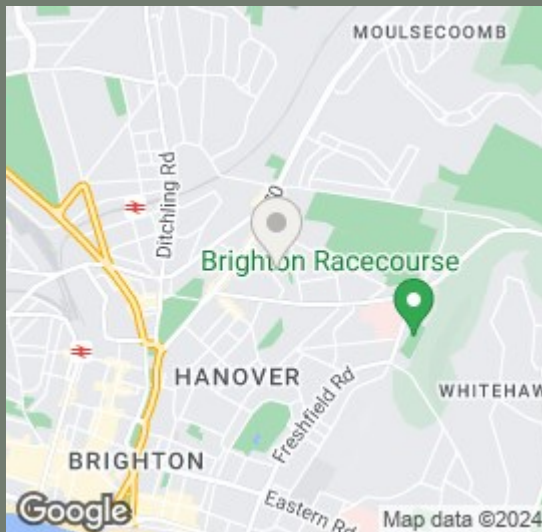 MOULSECOOMB
Ditchling Rd
Brighton Racecourse
HANOVER
Freshfield Rd
WHITEHAW
BRIGHTON
Eastern Rd
Google
Map data ©2024